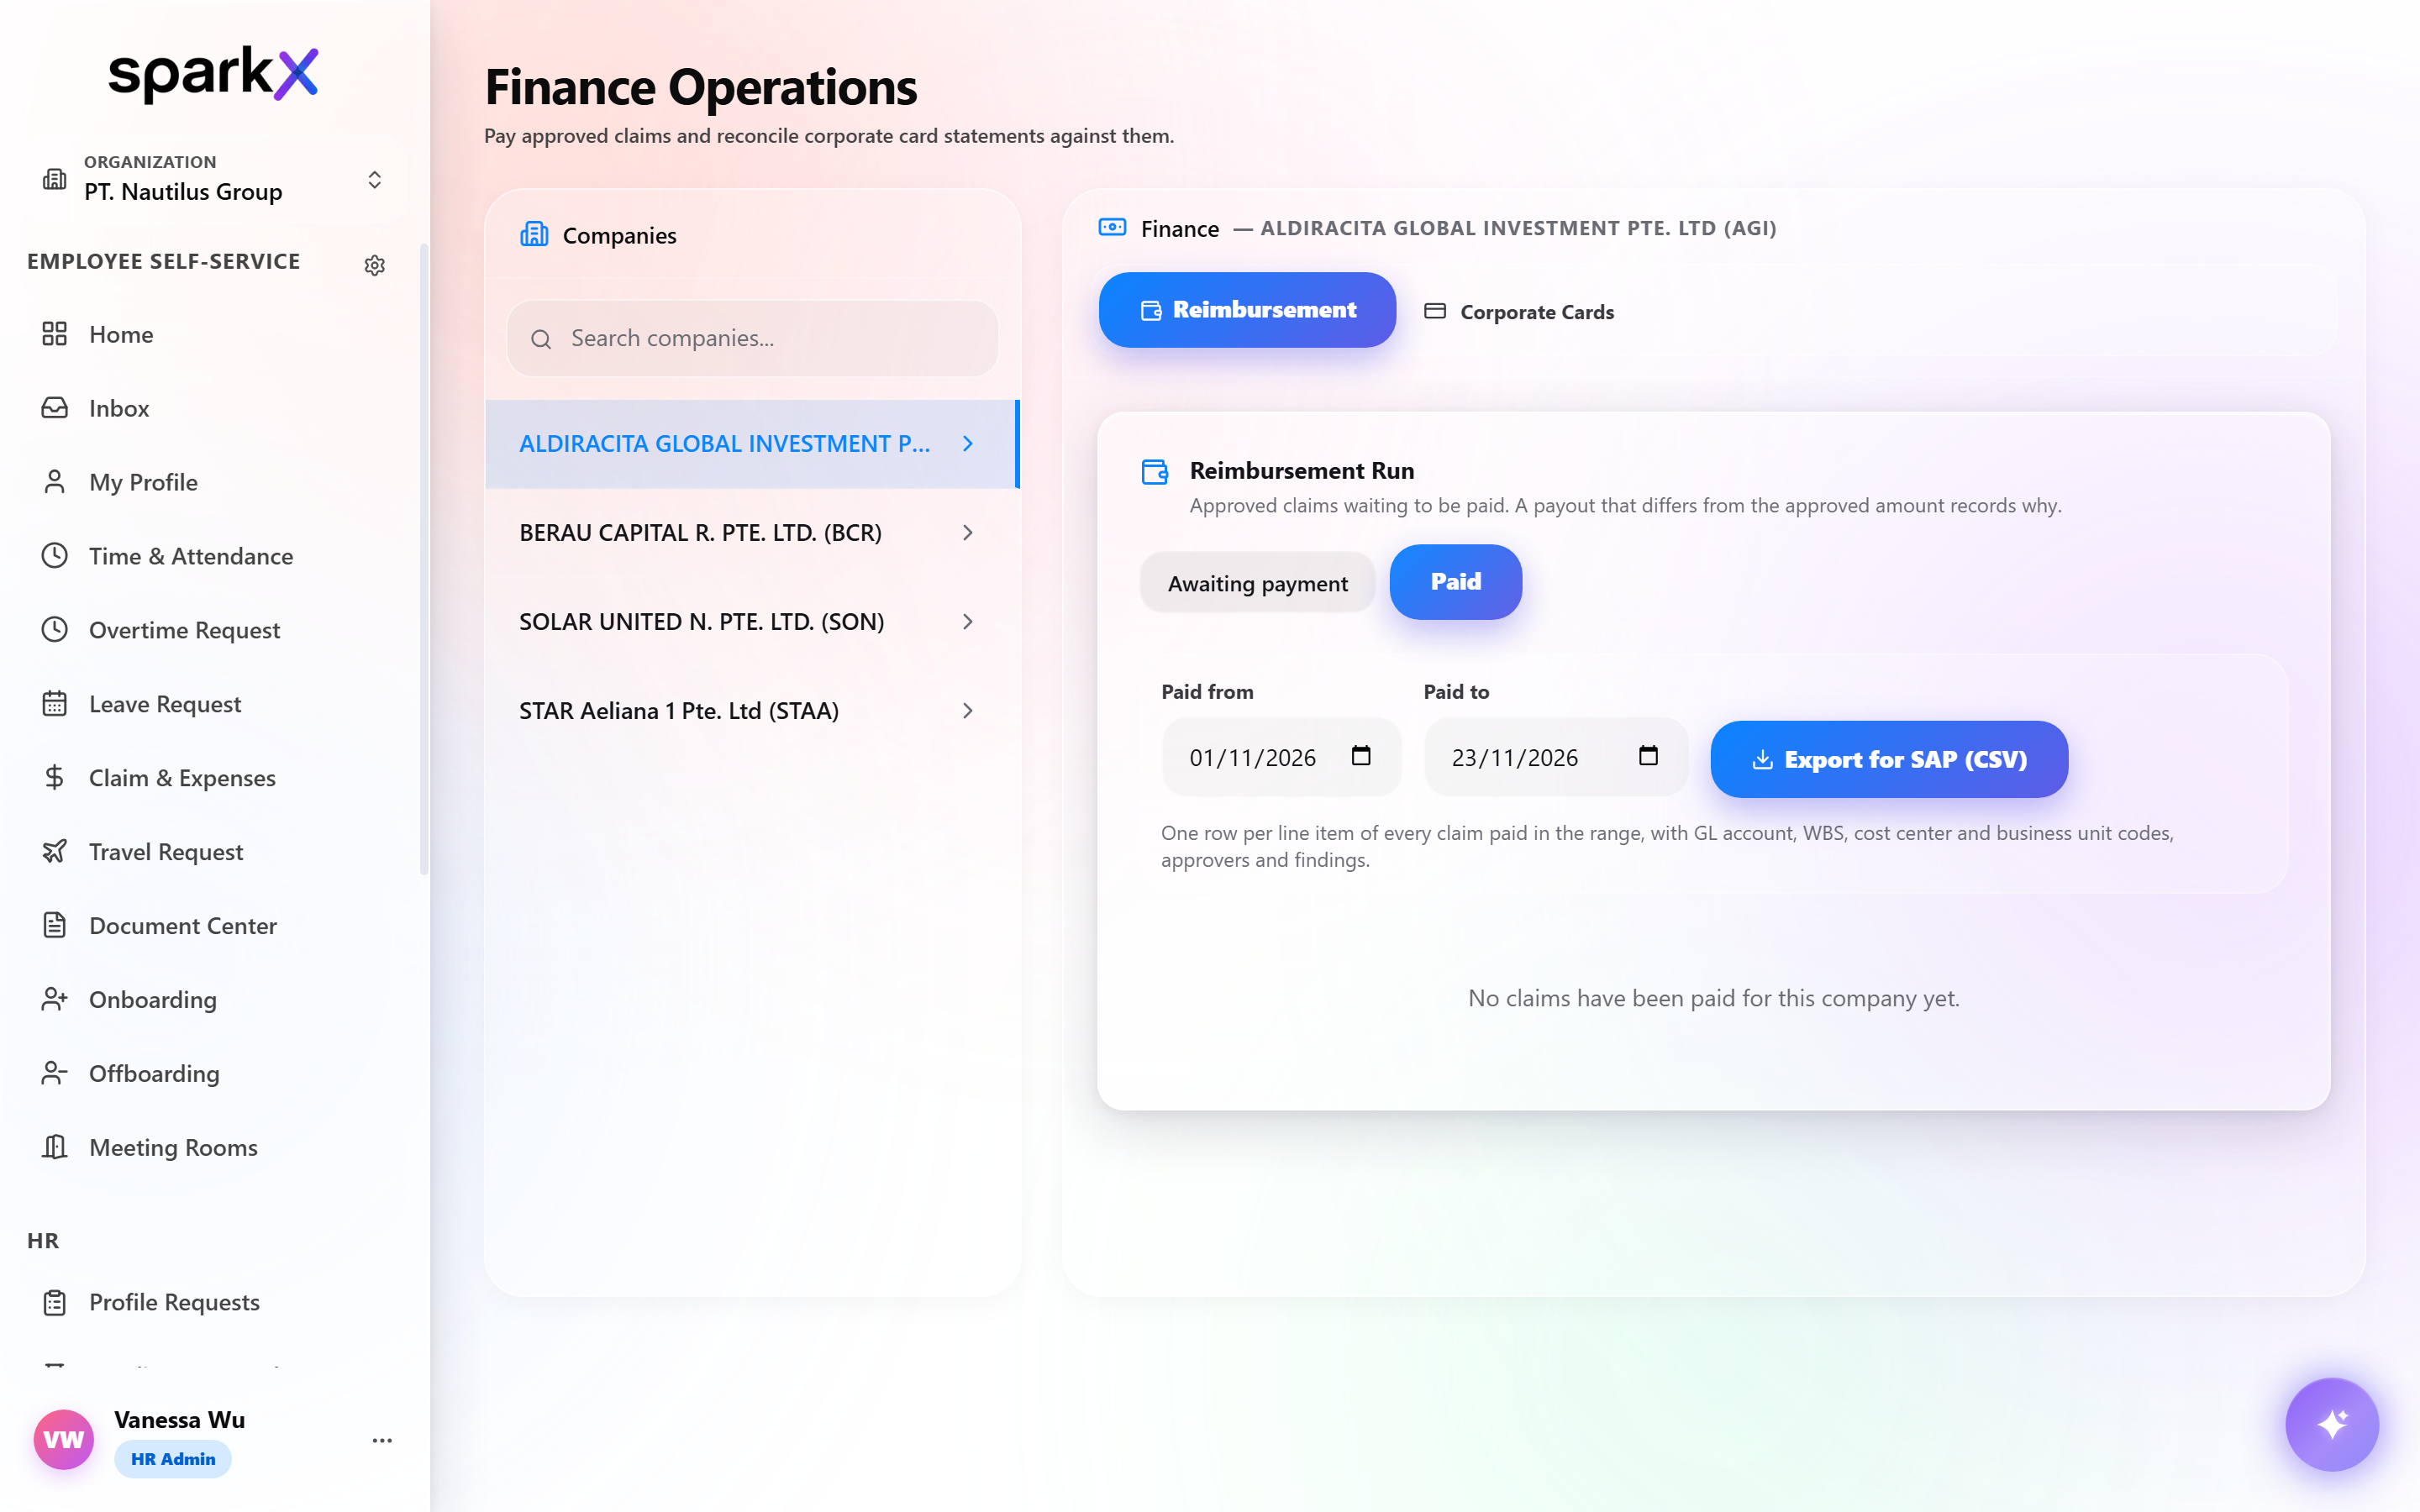 sparkX
ORGANIZATION
PT. Nautilus Group
EMPLOYEE SELF-SERVICE
Home
Inbox
My Profile
Time & Attendance
Overtime Request
Leave Request
Claim & Expenses
Travel Request
Document Center
Onboarding
Offboarding
Meeting Rooms
HR
Profile Requests
VW
Vanessa Wu
HR Admin
Finance Operations
Pay approved claims and reconcile corporate card statements against them.
Companies
Search companies...
ALDIRACITA GLOBAL INVESTMENT P...
BERAU CAPITAL R. PTE. LTD. (BCR)
SOLAR UNITED N. PTE. LTD. (SON)
STAR Aeliana 1 Pte. Ltd (STAA)
Finance — ALDIRACITA GLOBAL INVESTMENT PTE. LTD (AGI)
Reimbursement
Corporate Cards
Reimbursement Run
Approved claims waiting to be paid. A payout that differs from the approved amount records why.
Awaiting payment
Paid
Paid from
Paid to
01/11/2026
23/11/2026
Export for SAP (CSV)
One row per line item of every claim paid in the range, with GL account, WBS, cost center and business unit codes,
approvers and findings.
No claims have been paid for this company yet.